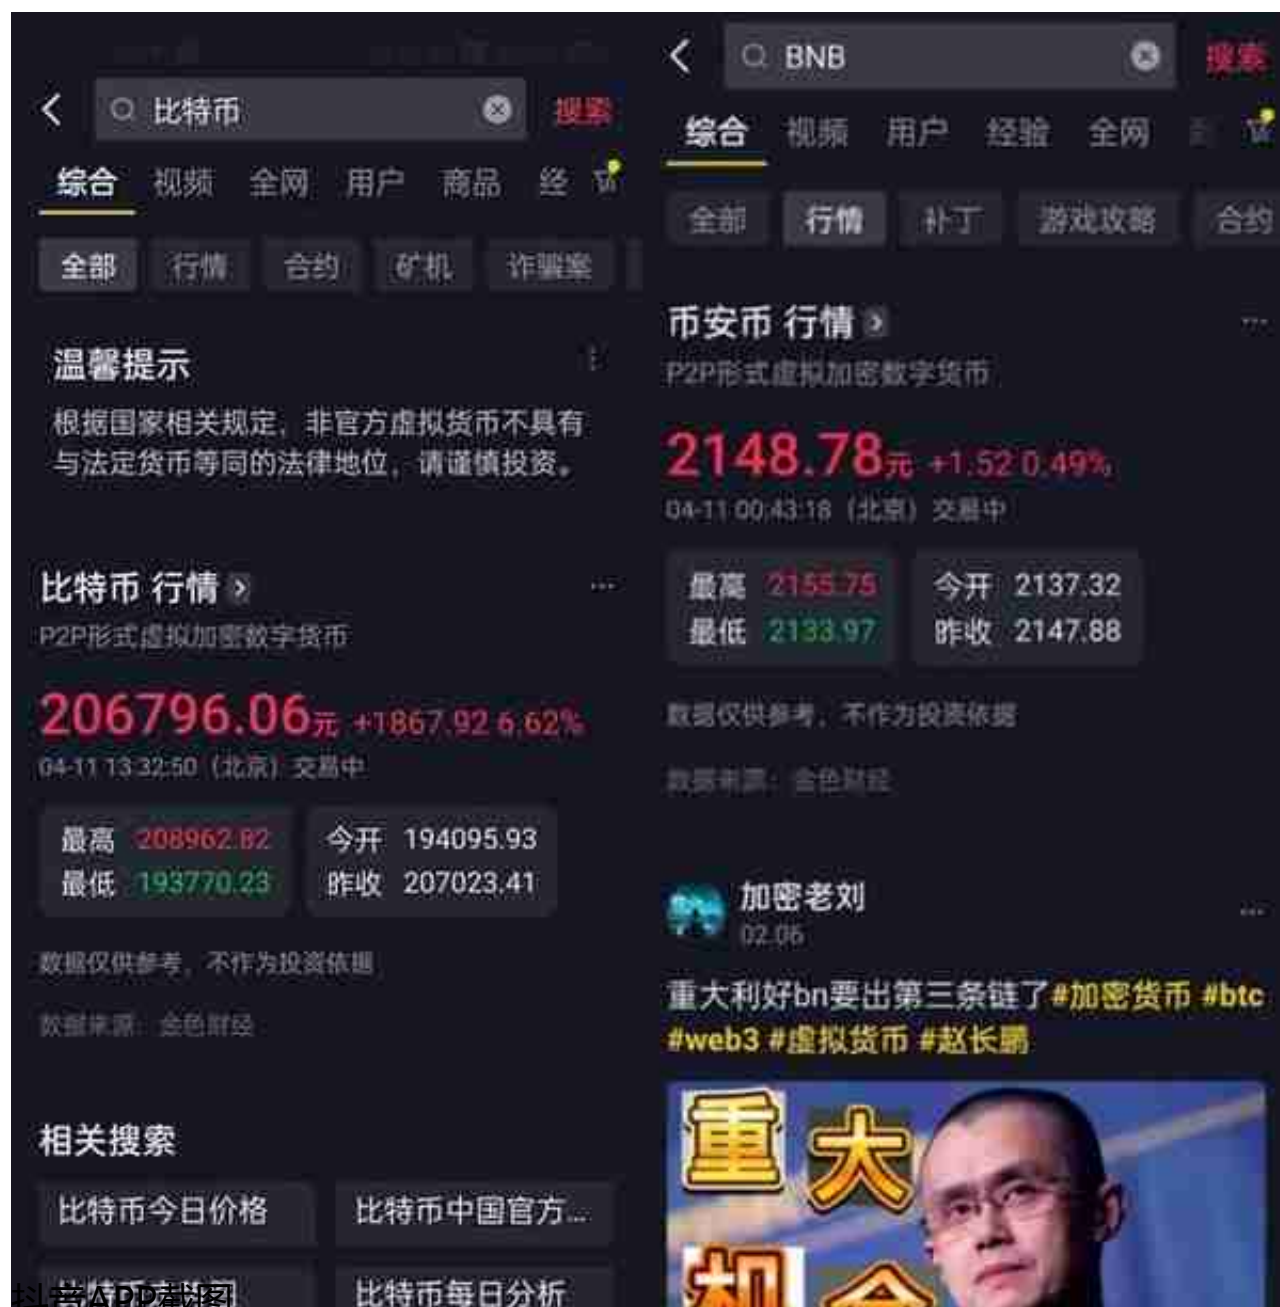 比特币
搜索
综合 视频 全网 用户 商品 经
全部 行情 合约 矿机 诈骗案
温馨提示
根据国家相关规定，非官方虚拟货币不具有
与法定货币等同的法律地位，请谨慎投资。
比特币 行情
P2P形式虚拟加密数字货币
206796.06元 +1867.92 6.62%
04-11 13:32:50（北京）交易中
最高 208962.82 今开 194095.93
最低 193770.23 昨收 207023.41
数据仅供参考，不作为投资依据
数据来源：金色财经
相关搜索
比特币今日价格 比特币中国官方...
比特币每日分析
抖音APP截图
BNB
搜索
综合 视频 用户 经验 全网
全部 行情 补丁 游戏攻略 合约
币安币 行情
P2P形式虚拟加密数字货币
2148.78元 +1.52 0.49%
04-11 00:43:18（北京）交易中
最高 2155.75 今开 2137.32
最低 2133.97 昨收 2147.88
数据仅供参考，不作为投资依据
数据来源：金色财经
加密老刘
02.06
重大利好bn要出第三条链了#加密货币 #btc
#web3 #虚拟货币 #赵长鹏
重大
机会